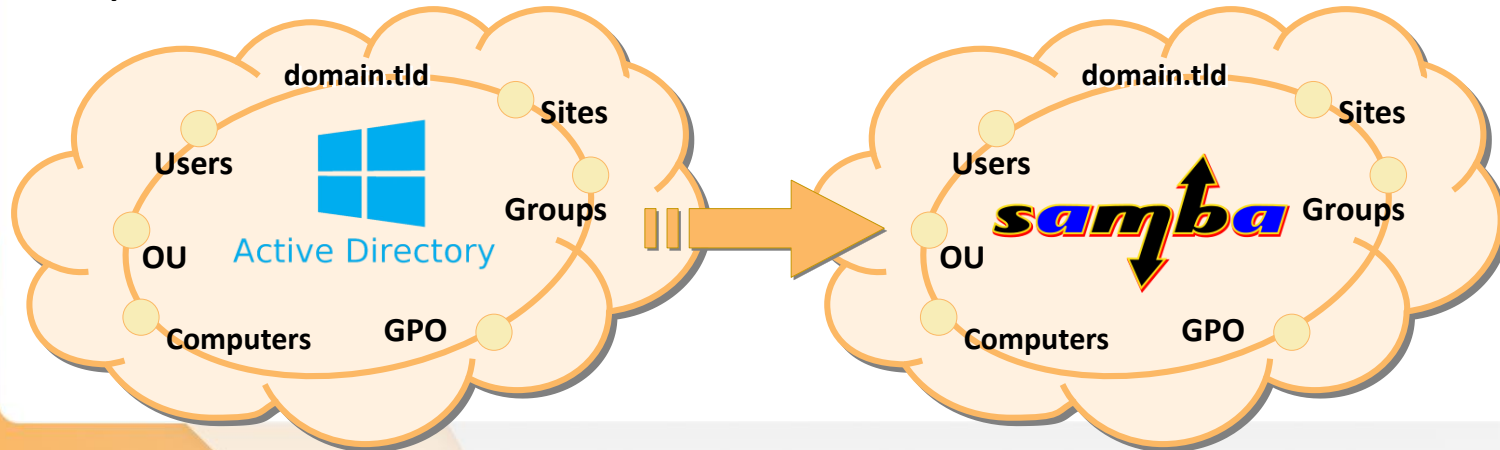 domain.tld
Sites
Users
Groups
OU
Active Directory
Computers
GPO
domain.tld
Sites
Users
samba
Groups
OU
Computers
GPO